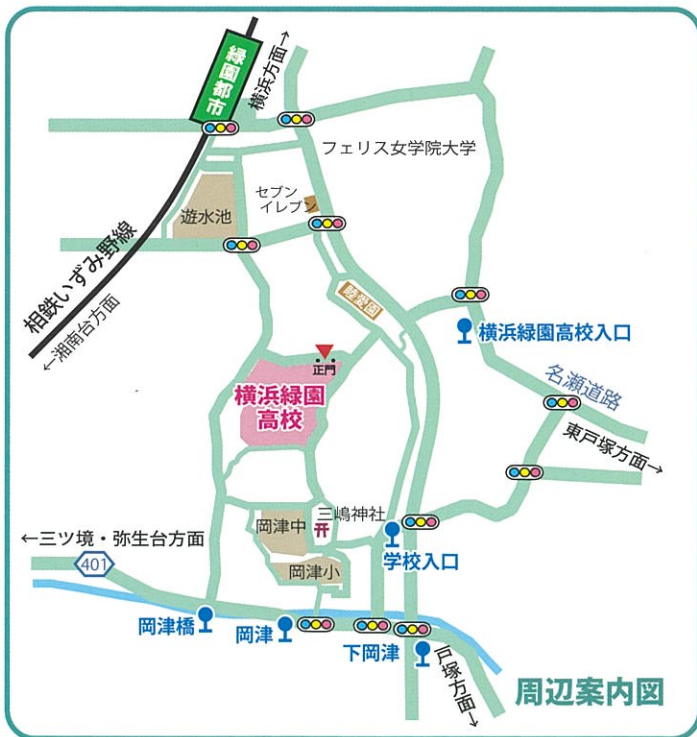 緑園都市
横浜方面→
フェリス女学院大学
セブン
イレブン
遊水池
相鉄いずみ野線
←湘南台方面
睦愛園
横浜緑園高校入口
正門
横浜緑園
高校
名瀬道路
東戸塚方面→
三嶋神社
岡津中
←三ツ境・弥生台方面
401
学校入口
岡津小
岡津橋
岡津
下岡津
戸塚方面→
周辺案内図